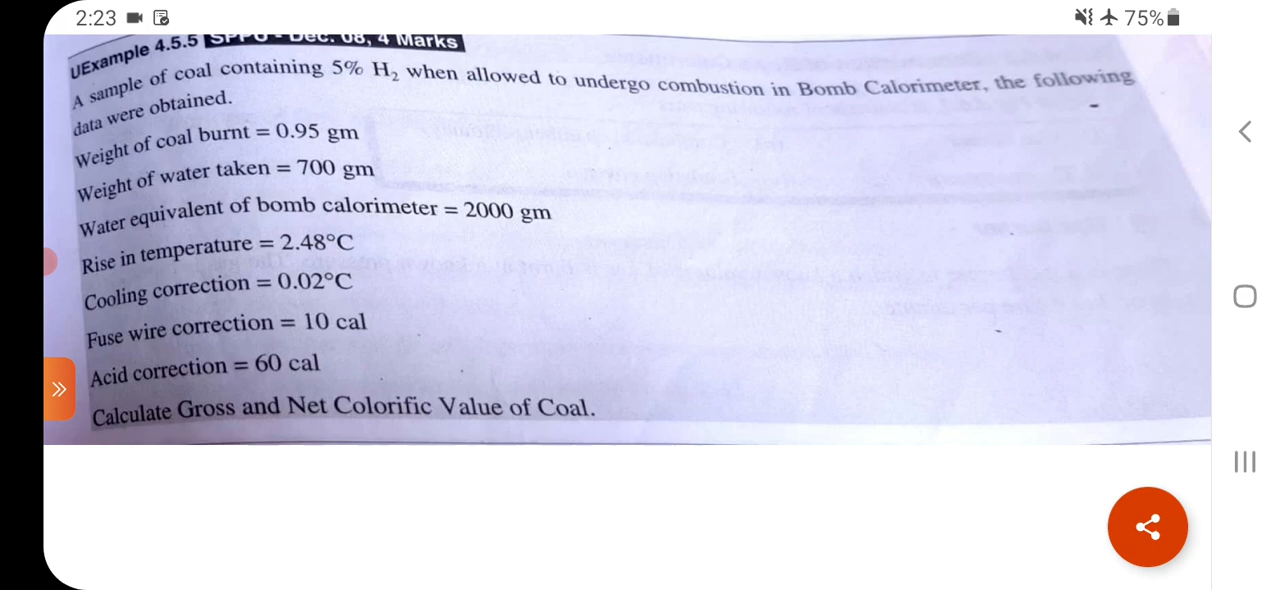 2:23
75%
UExample 4.5.5 SPPU - Dec. 08, 4 Marks
A sample of coal containing 5% H₂ when allowed to undergo combustion in Bomb Calorimeter, the following
data were obtained.
Weight of coal burnt = 0.95 gm
Weight of water taken = 700 gm
Water equivalent of bomb calorimeter = 2000 gm
Rise in temperature = 2.48°C
Cooling correction = 0.02°C
Fuse wire correction = 10 cal
Acid correction = 60 cal
Calculate Gross and Net Colorific Value of Coal.